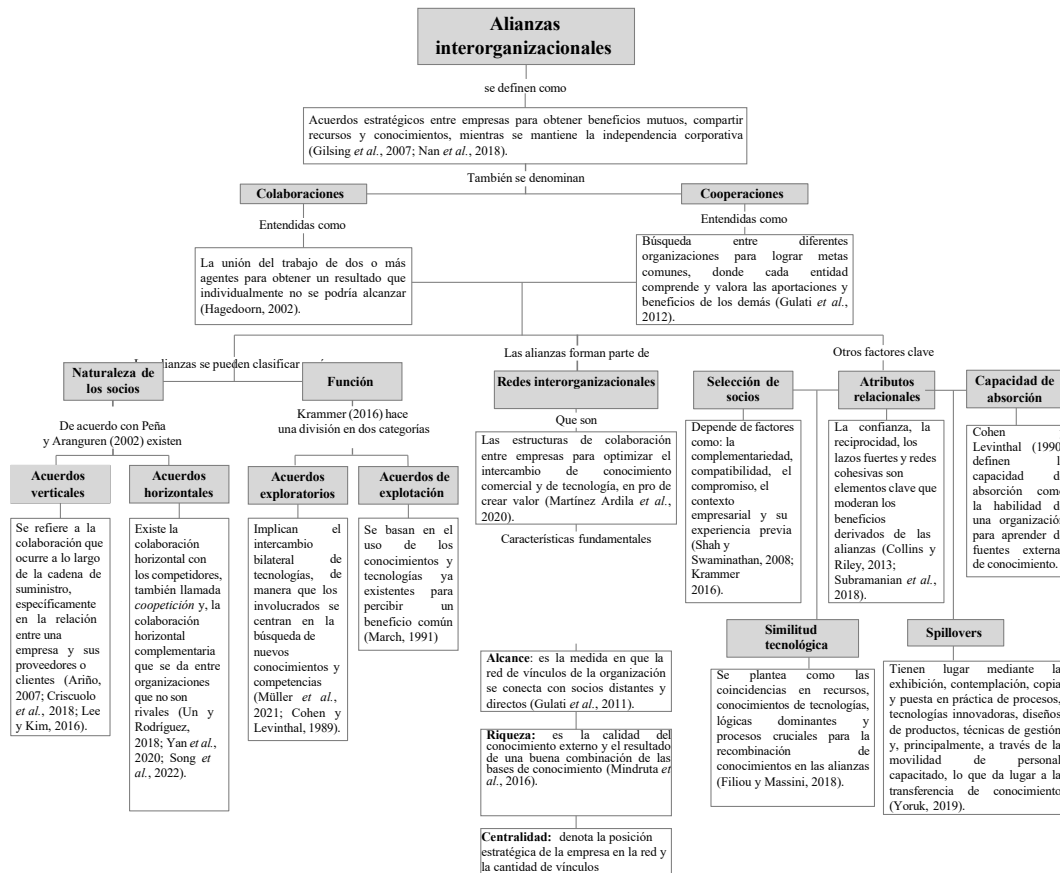 Alianzas
interorganizacionales
se definen como
Acuerdos estratégicos entre empresas para obtener beneficios mutuos, compartir
recursos y conocimientos, mientras se mantiene la independencia corporativa
(Gilsing et al., 2007; Nan et al., 2018).
También se denominan
Colaboraciones
Entendidas como
La unión del trabajo de dos o más
agentes para obtener un resultado que
individualmente no se podría alcanzar
(Hagedoorn, 2002).
Cooperaciones
Entendidas como
Búsqueda entre diferentes
organizaciones para lograr metas
comunes, donde cada entidad
comprende y valora las aportaciones y
beneficios de los demás (Gulati et al.,
2012).
alianzas se pueden clasificar
Naturaleza de
los socios
Función
De acuerdo con Peña
y Aranguren (2002) existen
Krammer (2016) hace
una división en dos categorías
Acuerdos
verticales
Se refiere a la
colaboración que
ocurre a lo largo
de la cadena de
suministro,
específicamente
en la relación
entre una
empresa y sus
proveedores o
clientes (Ariño,
2007; Criscuolo
et al., 2018; Lee
y Kim, 2016).
Acuerdos
horizontales
Existe la
colaboración
horizontal con
los competidores,
también llamada
coopetición y, la
colaboración
horizontal
complementaria
que se da entre
organizaciones
que no son
rivales (Un y
Rodríguez,
2018; Yan et al.,
2020; Song et
al., 2022).
Acuerdos
exploratorios
Implican el
intercambio
bilateral de
tecnologías, de
manera que los
involucrados se
centran en la
búsqueda de
nuevos
conocimientos y
competencias
(Müller et al.,
2021; Cohen y
Levinthal, 1989).
Acuerdos de
explotación
Se basan en el
uso de los
conocimientos y
tecnologías ya
existentes para
percibir un
beneficio común
(March, 1991)
Las alianzas forman parte de
Redes interorganizacionales
Que son
Las estructuras de colaboración
entre empresas para optimizar el
intercambio de conocimiento
comercial y de tecnología, en pro de
crear valor (Martínez Ardila et al.,
2020).
Características fundamentales
Alcance: es la medida en que la
red de vínculos de la organización
se conecta con socios distantes y
directos (Gulati et al., 2011).
Riqueza: es la calidad del
conocimiento externo y el resultado
de una buena combinación de las
bases de conocimiento (Mindruta et
al., 2016).
Centralidad: denota la posición
estratégica de la empresa en la red y
la cantidad de vínculos
Otros factores clave
Selección de
socios
Depende de factores
como: la
complementariedad,
compatibilidad, el
compromiso, el
contexto
empresarial y su
experiencia previa
(Shah y
Swaminathan, 2008;
Krammer
2016).
Atributos
relacionales
La confianza, la
reciprocidad, los
lazos fuertes y redes
cohesivas son
elementos clave que
moderan los
beneficios
derivados de las
alianzas (Collins y
Riley, 2013;
Subramanian et al.,
2018).
Capacidad de
absorción
Cohen
Levinthal (1990)
definen
capacidad
absorción
la habilidad
una organización
para aprender
fuentes
de conocimiento.
Similitud
tecnológica
Se plantea como las
coincidencias en recursos,
conocimientos de tecnologías,
lógicas dominantes y
procesos cruciales para la
recombinación de
conocimientos en las alianzas
(Filiou y Massini, 2018).
Spillovers
Tienen lugar mediante la
exhibición, contemplación, copia
y puesta en práctica de procesos,
tecnologías innovadoras, diseños
de productos, técnicas de gestión
y, principalmente, a través de la
movilidad de personal
capacitado, lo que da lugar a la
transferencia de conocimiento
(Yoruk, 2019).